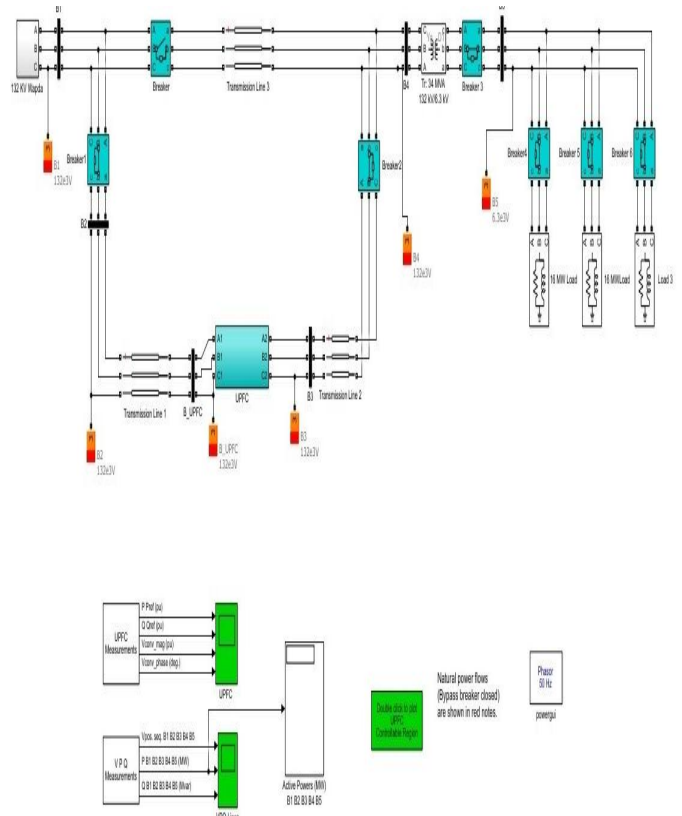 B1
A
B
C
132 KV Mapda
Breaker
Transmission Line 3
B4
Tr: 34 MVA
132 kV/6.3 kV
Breaker 3
Breaker1
B1
132e3V
B2
Breaker2
B4
132e3V
B5
6.3e3V
Breaker4
Breaker 5
Breaker 6
A B C
A B C
A B C
16 MW Load
16 MWLoad
Load 3
A1
B1
C1
A2
B2
C2
UPFC
Transmission Line 1
B_UPFC
B3
Transmission Line 2
B2
132e3V
B_UPFC
132e3V
B3
132e3V
UPFC
Measurements
P Pref (pu)
Q Qref (pu)
Vconv_mag (pu)
Vconv_phase (deg.)
UPFC
V P Q
Measurements
Vpos. seq. B1 B2 B3 B4 B5
P B1 B2 B3 B4 B5 (MW)
Q B1 B2 B3 B4 B5 (Mvar)
Active Powers (MW)
B1 B2 B3 B4 B5
Double click to plot
UPFC
Controllable Region
Natural power flows
(Bypass breaker closed)
are shown in red notes.
Phasor
50 Hz
powergui